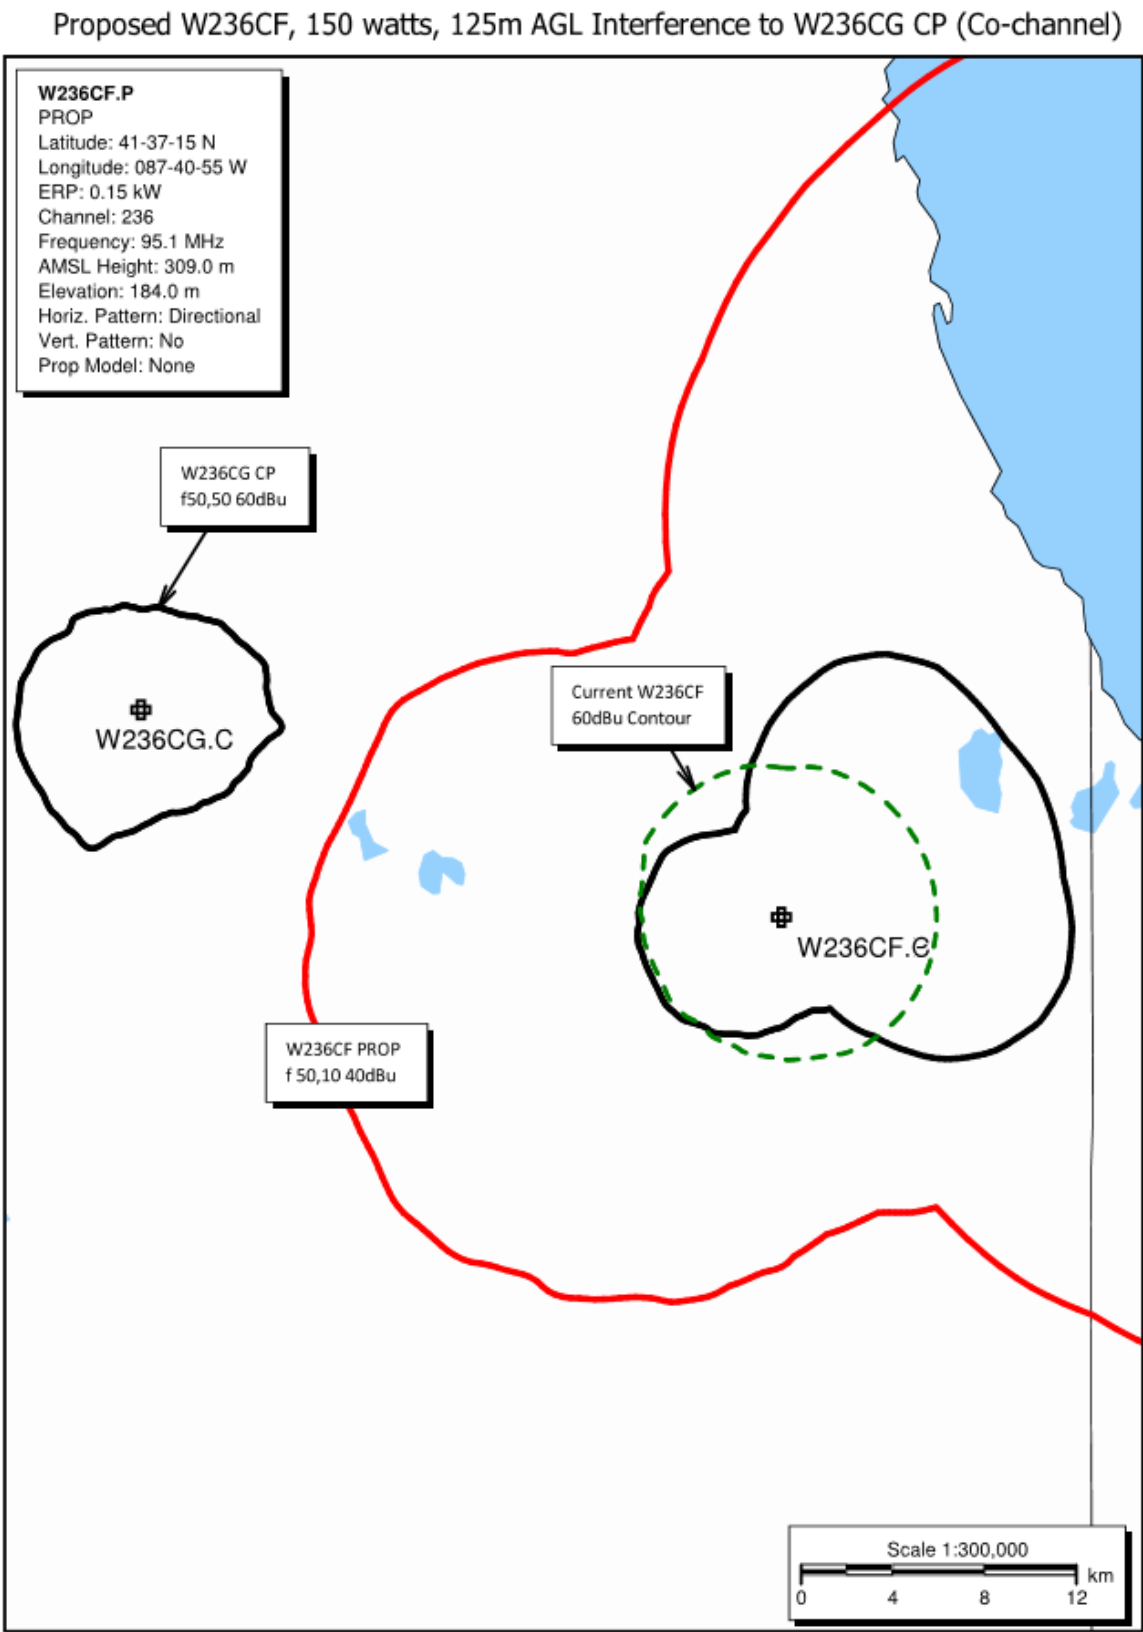 Proposed W236CF, 150 watts, 125m AGL Interference to W236CG CP (Co-channel)
W236CF.P
PROP
Latitude: 41-37-15 N
Longitude: 087-40-55 W
ERP: 0.15 kW
Channel: 236
Frequency: 95.1 MHz
AMSL Height: 309.0 m
Elevation: 184.0 m
Horiz. Pattern: Directional
Vert. Pattern: No
Prop Model: None
W236CG CP
f50,50 60dBu
W236CG.C
Current W236CF
60dBu Contour
W236CF.C
W236CF PROP
f 50,10 40dBu
Scale 1:300,000
km
0 4 8 12